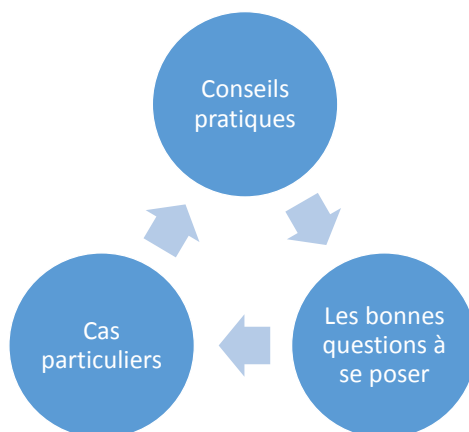 Conseils
pratiques
Les bonnes
questions à
se poser
Cas
particuliers